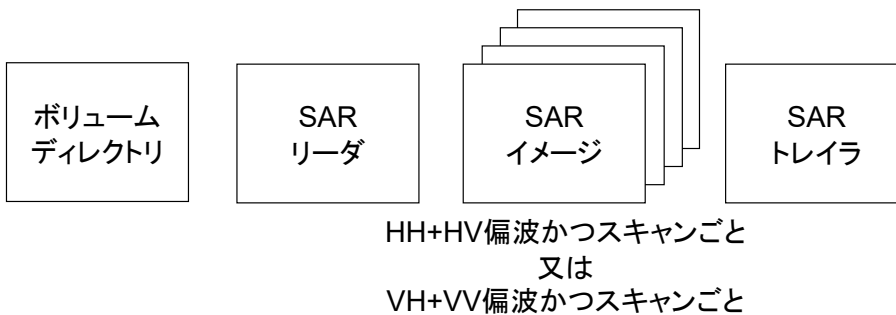 ボリューム
ディレクトリ
SAR
リーダ
SAR
イメージ
SAR
トレイラ
HH+HV偏波かつスキャンごと
又は
VH+VV偏波かつスキャンごと